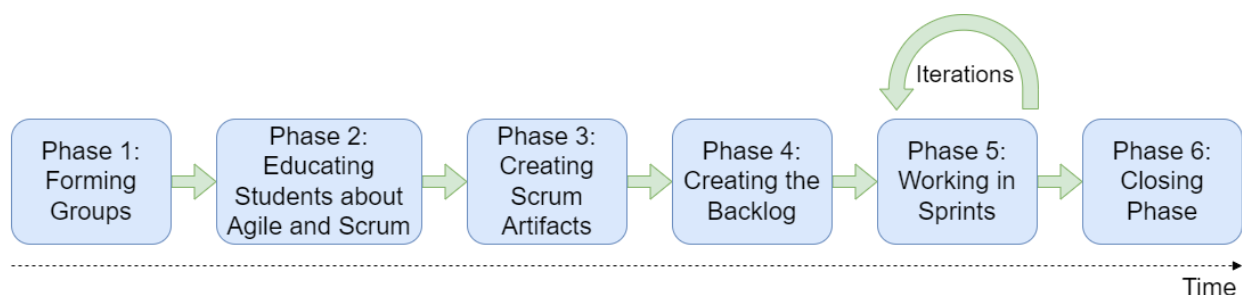 Iterations
Phase 1:
Forming
Groups
Phase 2:
Educating
Students about
Agile and Scrum
Phase 3:
Creating
Scrum
Artifacts
Phase 4:
Creating the
Backlog
Phase 5:
Working in
Sprints
Phase 6:
Closing
Phase
Time